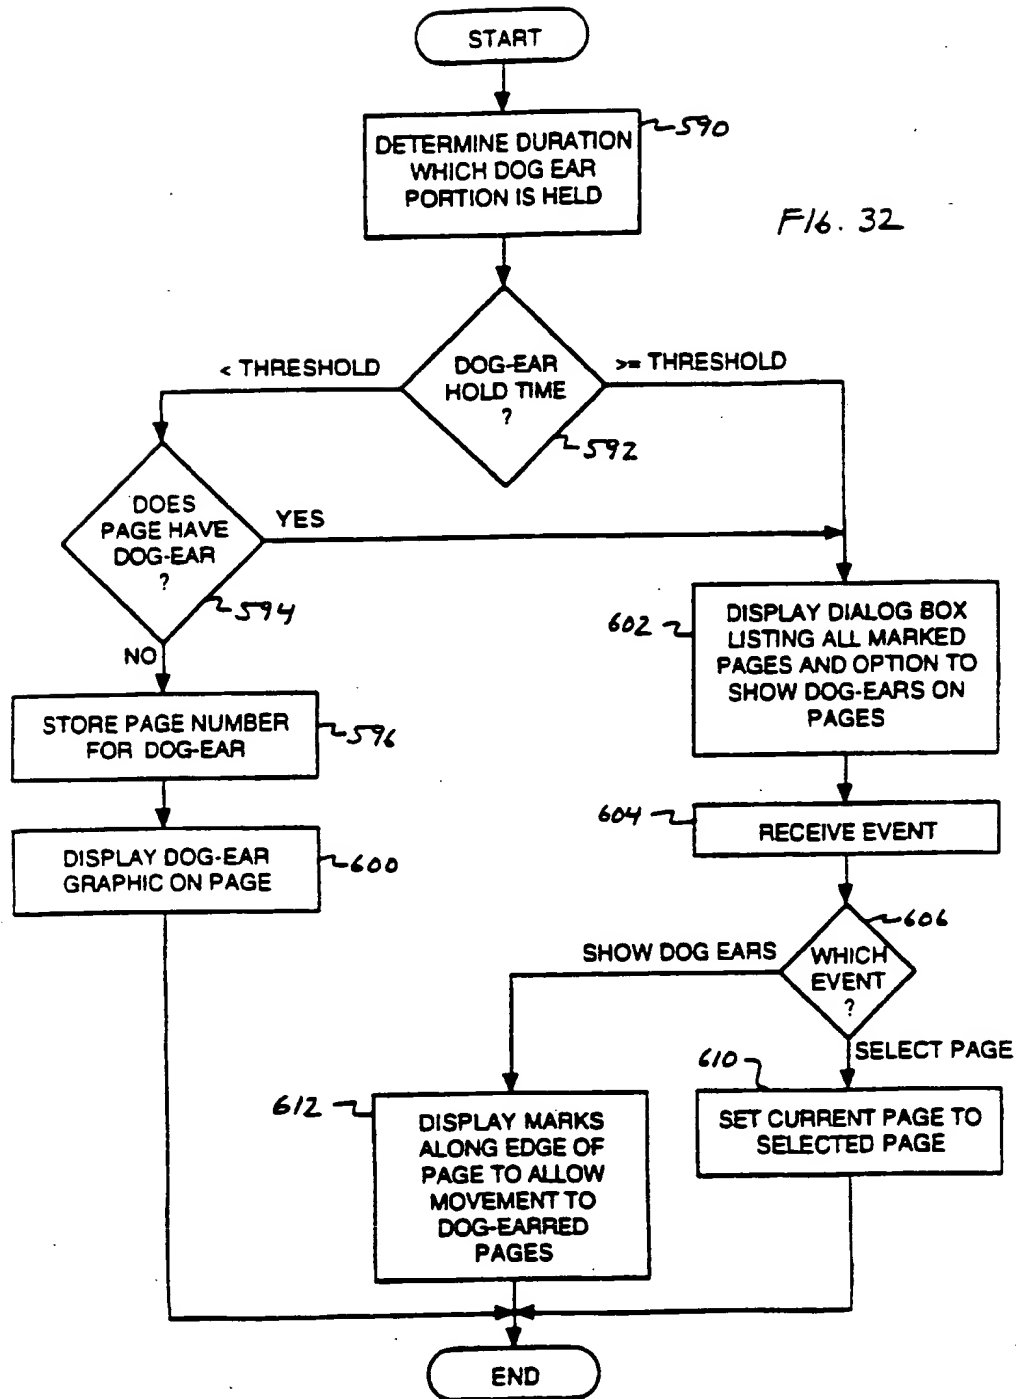 START
590
DETERMINE DURATION
WHICH DOG EAR
PORTION IS HELD
FIG. 32
< THRESHOLD
DOG-EAR
HOLD TIME
?
>= THRESHOLD
592
DOES
PAGE HAVE
DOG-EAR
?
YES
594
NO
602
DISPLAY DIALOG BOX
LISTING ALL MARKED
PAGES AND OPTION TO
SHOW DOG-EARS ON
PAGES
STORE PAGE NUMBER
FOR DOG-EAR
596
604
RECEIVE EVENT
DISPLAY DOG-EAR
GRAPHIC ON PAGE
600
606
SHOW DOG EARS
WHICH
EVENT
?
SELECT PAGE
610
SET CURRENT PAGE TO
SELECTED PAGE
612
DISPLAY MARKS
ALONG EDGE OF
PAGE TO ALLOW
MOVEMENT TO
DOG-EARRED
PAGES
END